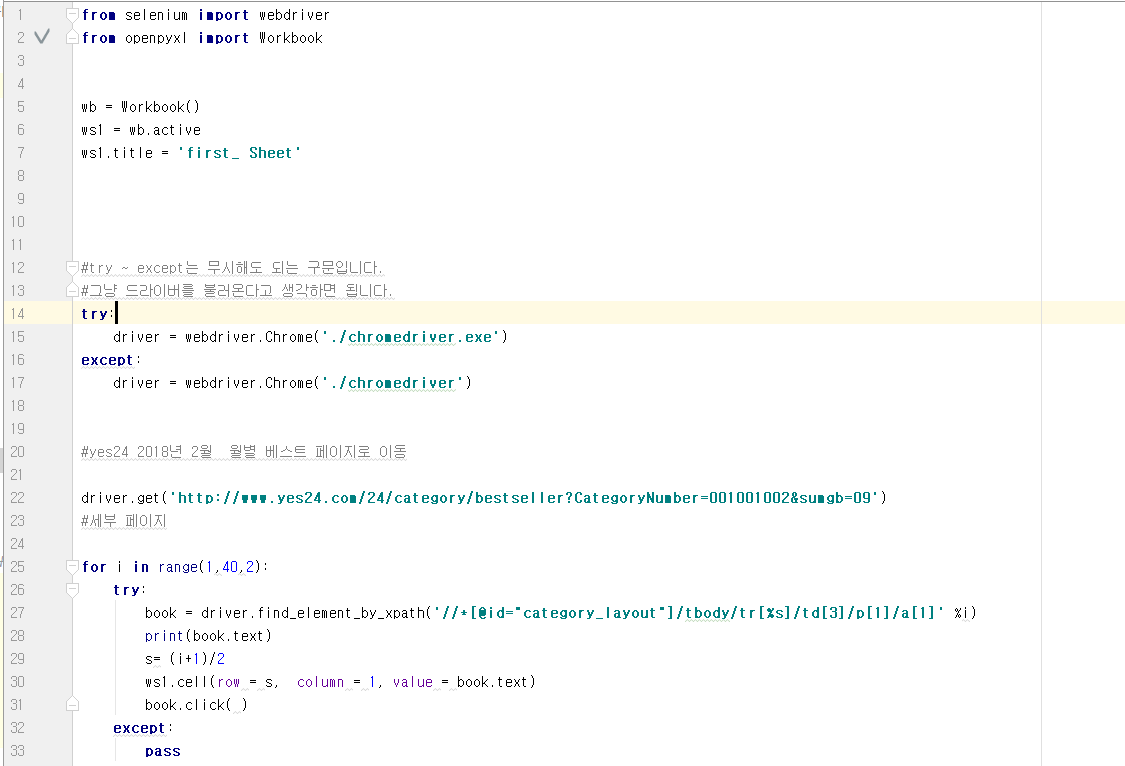 1 from selenium import webdriver
2 from openpyxl import Workbook
3
4
5 wb = Workbook()
6 ws1 = wb.active
7 ws1.title = 'first_ Sheet'
8
9
10
11
12 #try ~ except는 무시해도 되는 구문입니다.
13 #그냥 드라이버를 불러온다고 생각하면 됩니다.
14 try:
15 driver = webdriver.Chrome('./chromedriver.exe')
16 except:
17 driver = webdriver.Chrome('./chromedriver')
18
19
20 #yes24 2018년 2월  월별 베스트 페이지로 이동
21
22 driver.get('http://www.yes24.com/24/category/bestseller?CategoryNumber=001001002&sumgb=09')
23 #세부 페이지
24
25 for i in range(1,40,2):
26 try:
27 book = driver.find_element_by_xpath('//*[@id="category_layout"]/tbody/tr[%s]/td[3]/p[1]/a[1]' %i)
28 print(book.text)
29 s= (i+1)/2
30 ws1.cell(row = s,  column = 1, value = book.text)
31 book.click( )
32 except:
33 pass